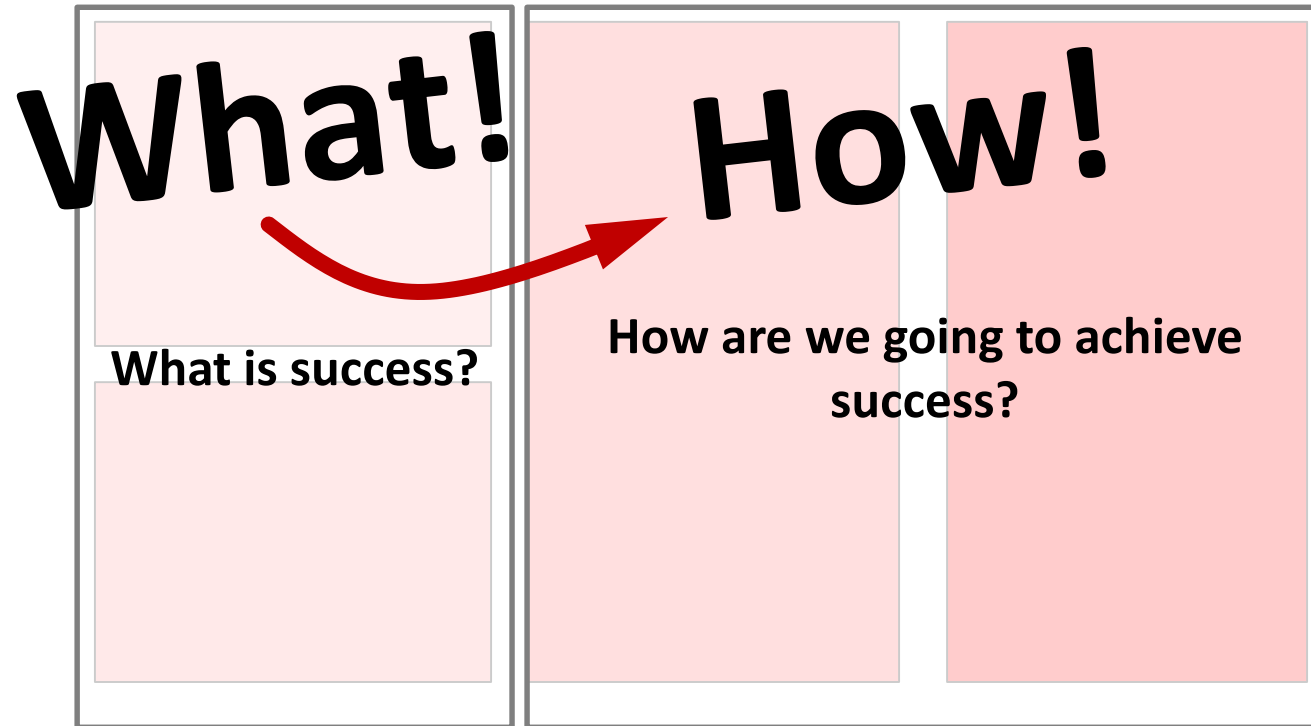 What!
How!
What is success?
How are we going to achieve
success?